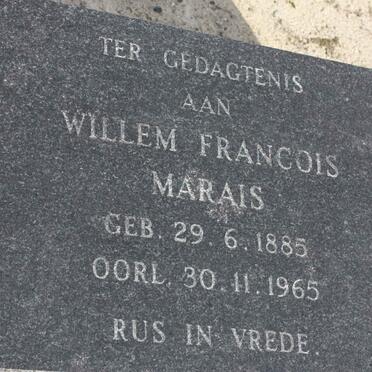 TER GEDAGTENIS
AAN
WILLEM FRANCOIS
MARAIS
GEB. 29.6.1885
OORL. 30.11.1965
RUS IN VREDE.